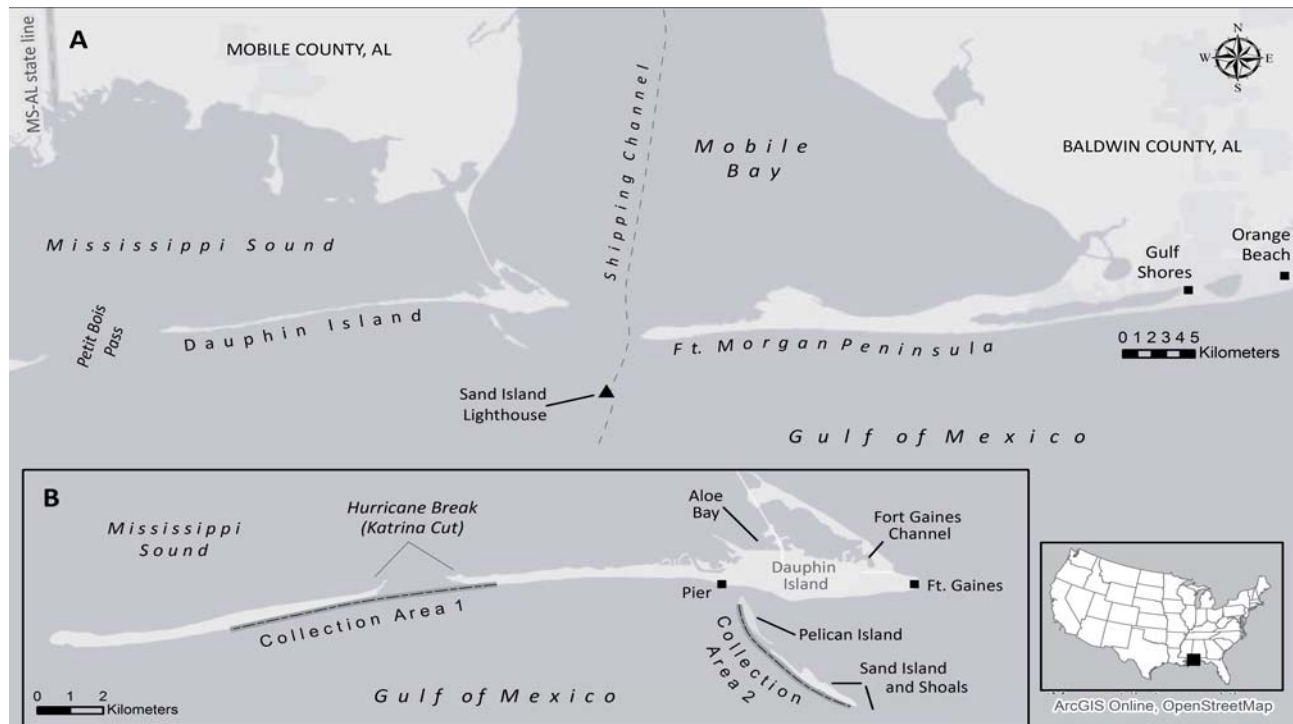 A
MS-AL state line
MOBILE COUNTY, AL
Shipping Channel
N
W E
S
Mobile
Bay
BALDWIN COUNTY, AL
Mississippi Sound
Gulf
Shores
Orange
Beach
Petit Bois
Pass
Dauphin Island
Ft. Morgan Peninsula
0 1 2 3 4 5
Kilometers
Sand Island
Lighthouse
Gulf of Mexico
B
Mississippi
Sound
Hurricane Break
(Katrina Cut)
Aloe
Bay
Fort Gaines
Channel
Dauphin
Island
Pier
Ft. Gaines
Collection Area 1
Collection
Area 2
Pelican Island
Sand Island
and Shoals
Gulf of Mexico
0 1 2
Kilometers
ArcGIS Online, OpenStreetMap